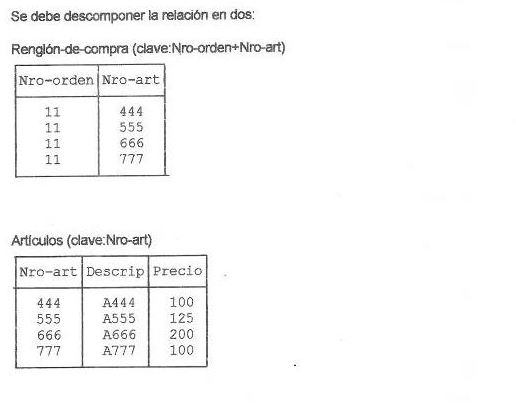 Se debe descomponer la relación en dos:
Renglón-de-compra (clave:Nro-orden+Nro-art)
Nro-orden Nro-art
11 444
11 555
11 666
11 777
Artículos (clave:Nro-art)
Nro-art Descrip Precio
444 A444 100
555 A555 125
666 A666 200
777 A777 100